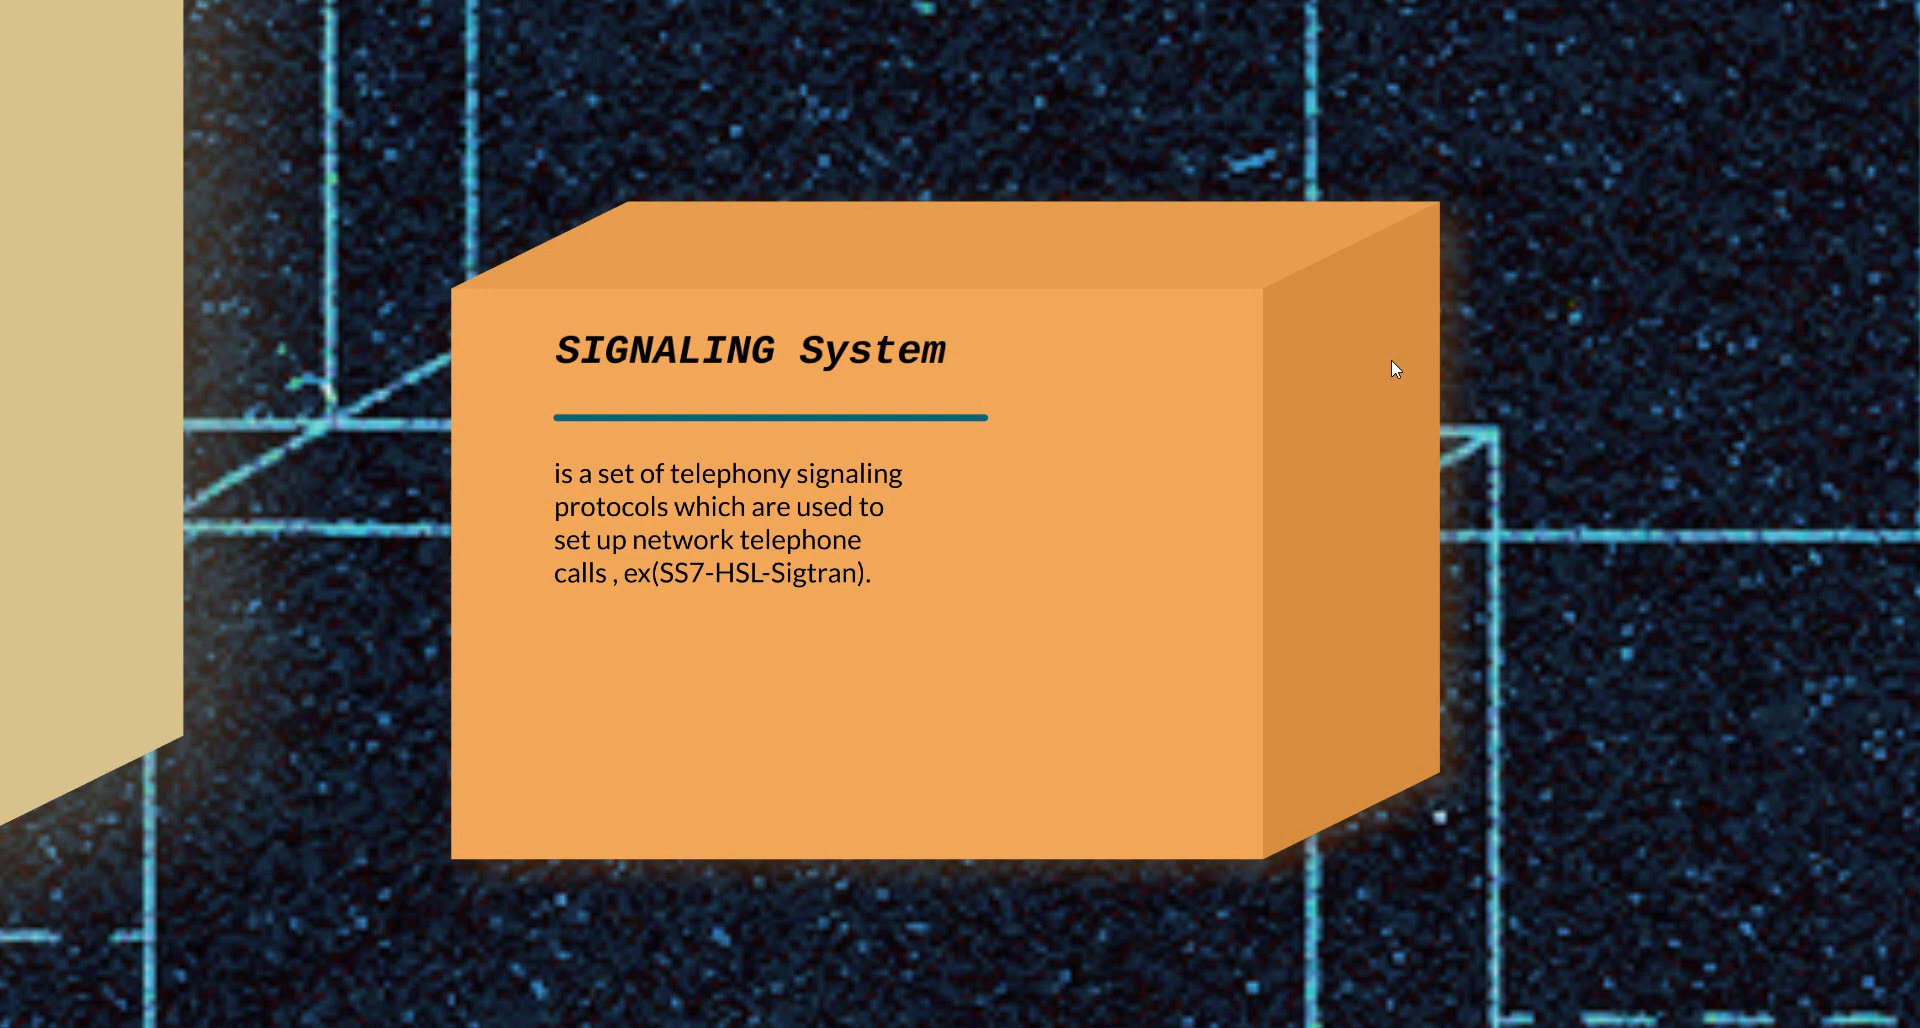 SIGNALING System
is a set of telephony signaling
protocols which are used to
set up network telephone
calls , ex(SS7-HSL-Sigtran).